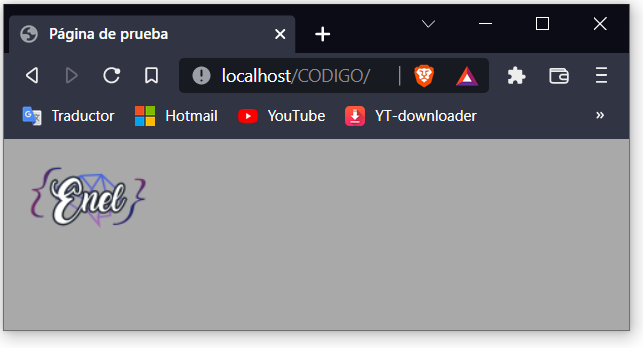 Página de prueba
localhost/CODIGO/
Traductor Hotmail YouTube YT-downloader »
{Enel}